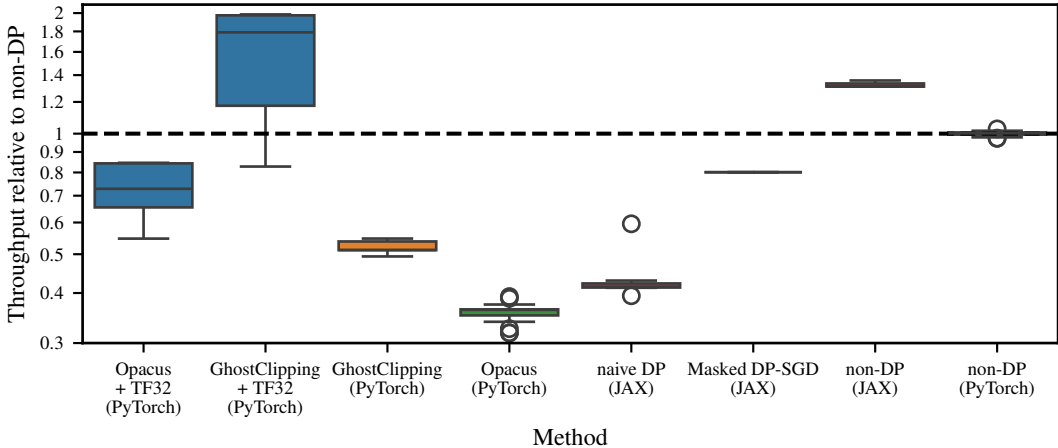 Throughput relative to non-DP
2
1.8
1.6
1.4
1.2
1
0.9
0.8
0.7
0.6
0.5
0.4
0.3
Opacus
+ TF32
(PyTorch)
GhostClipping
+ TF32
(PyTorch)
GhostClipping
(PyTorch)
Opacus
(PyTorch)
naive DP
(JAX)
Masked DP-SGD
(JAX)
non-DP
(JAX)
non-DP
(PyTorch)
Method